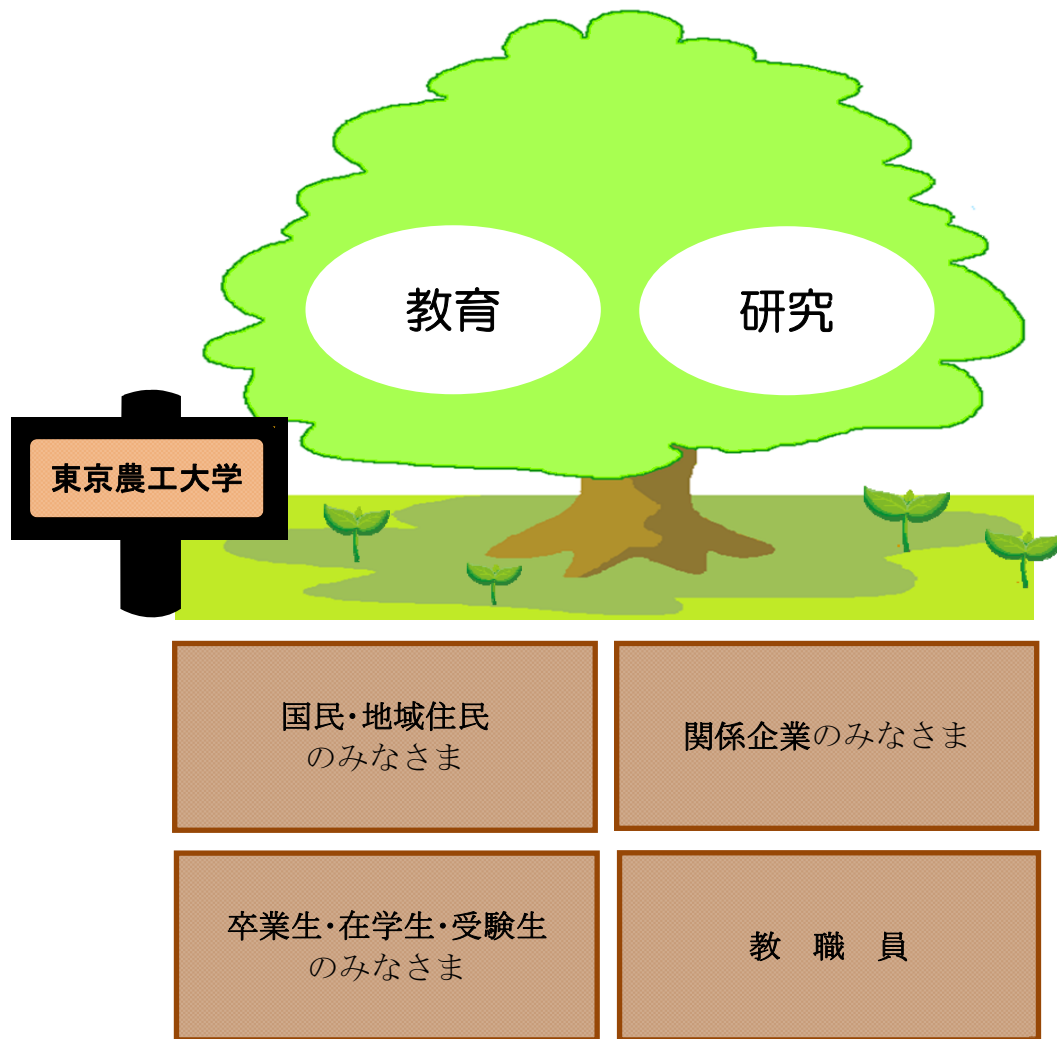 教育
研究
東京農工大学
国民・地域住民
のみなさま
関係企業のみなさま
卒業生・在学生・受験生
のみなさま
教　職　員